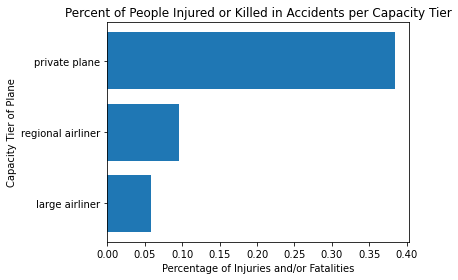 Percent of People Injured or Killed in Accidents per Capacity Tier
Capacity Tier of Plane
private plane
regional airliner
large airliner
0.00 0.05 0.10 0.15 0.20 0.25 0.30 0.35 0.40
Percentage of Injuries and/or Fatalities